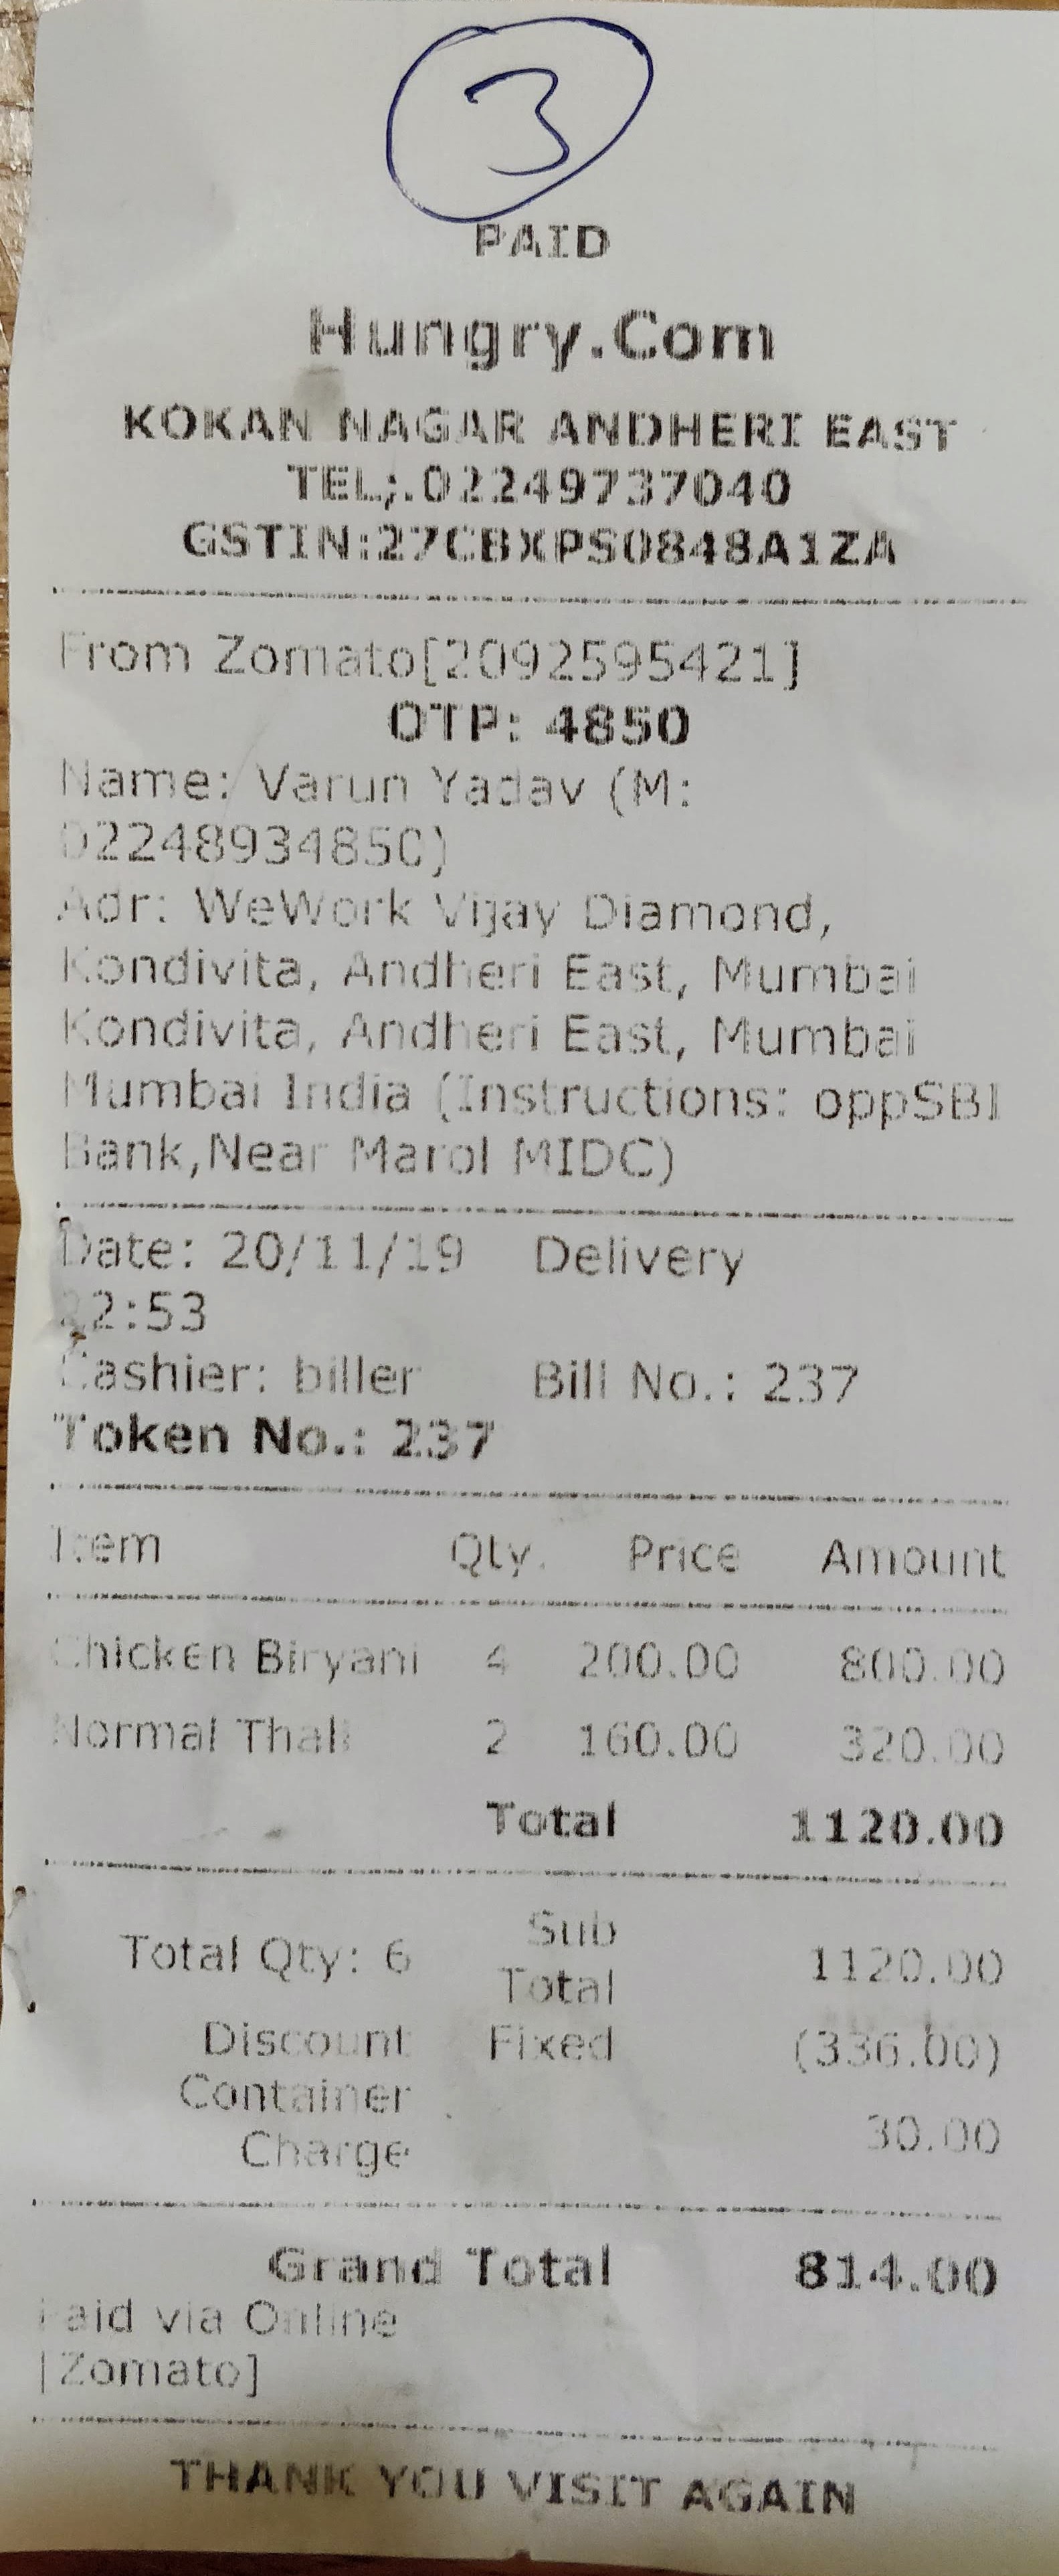 3
PAID
Hungry.Com
KOKAN NAGAR ANDHERI EAST
TEL;.02249737040
GSTIN:27CBXPS0848A1ZA
From Zomato[2092595421]
OTP: 4850
Name: Varun Yadav (M:
02248934850)
Adr: WeWork Vijay Diamond,
Kondivita, Andheri East, Mumbai
Kondivita, Andheri East, Mumbai
Mumbai India (Instructions: oppSBI
Bank,Near Marol MIDC)
Date: 20/11/19 Delivery
22:53
Cashier: biller Bill No.: 237
Token No.: 237
Item Qty. Price Amount
Chicken Biryani 4 200.00 800.00
Normal Thali 2 160.00 320.00
Total 1120.00
Total Qty: 6 Sub Total 1120.00
Discount Fixed (336.00)
Container Charge 30.00
Grand Total 814.00
Paid via Online
[Zomato]
THANK YOU VISIT AGAIN